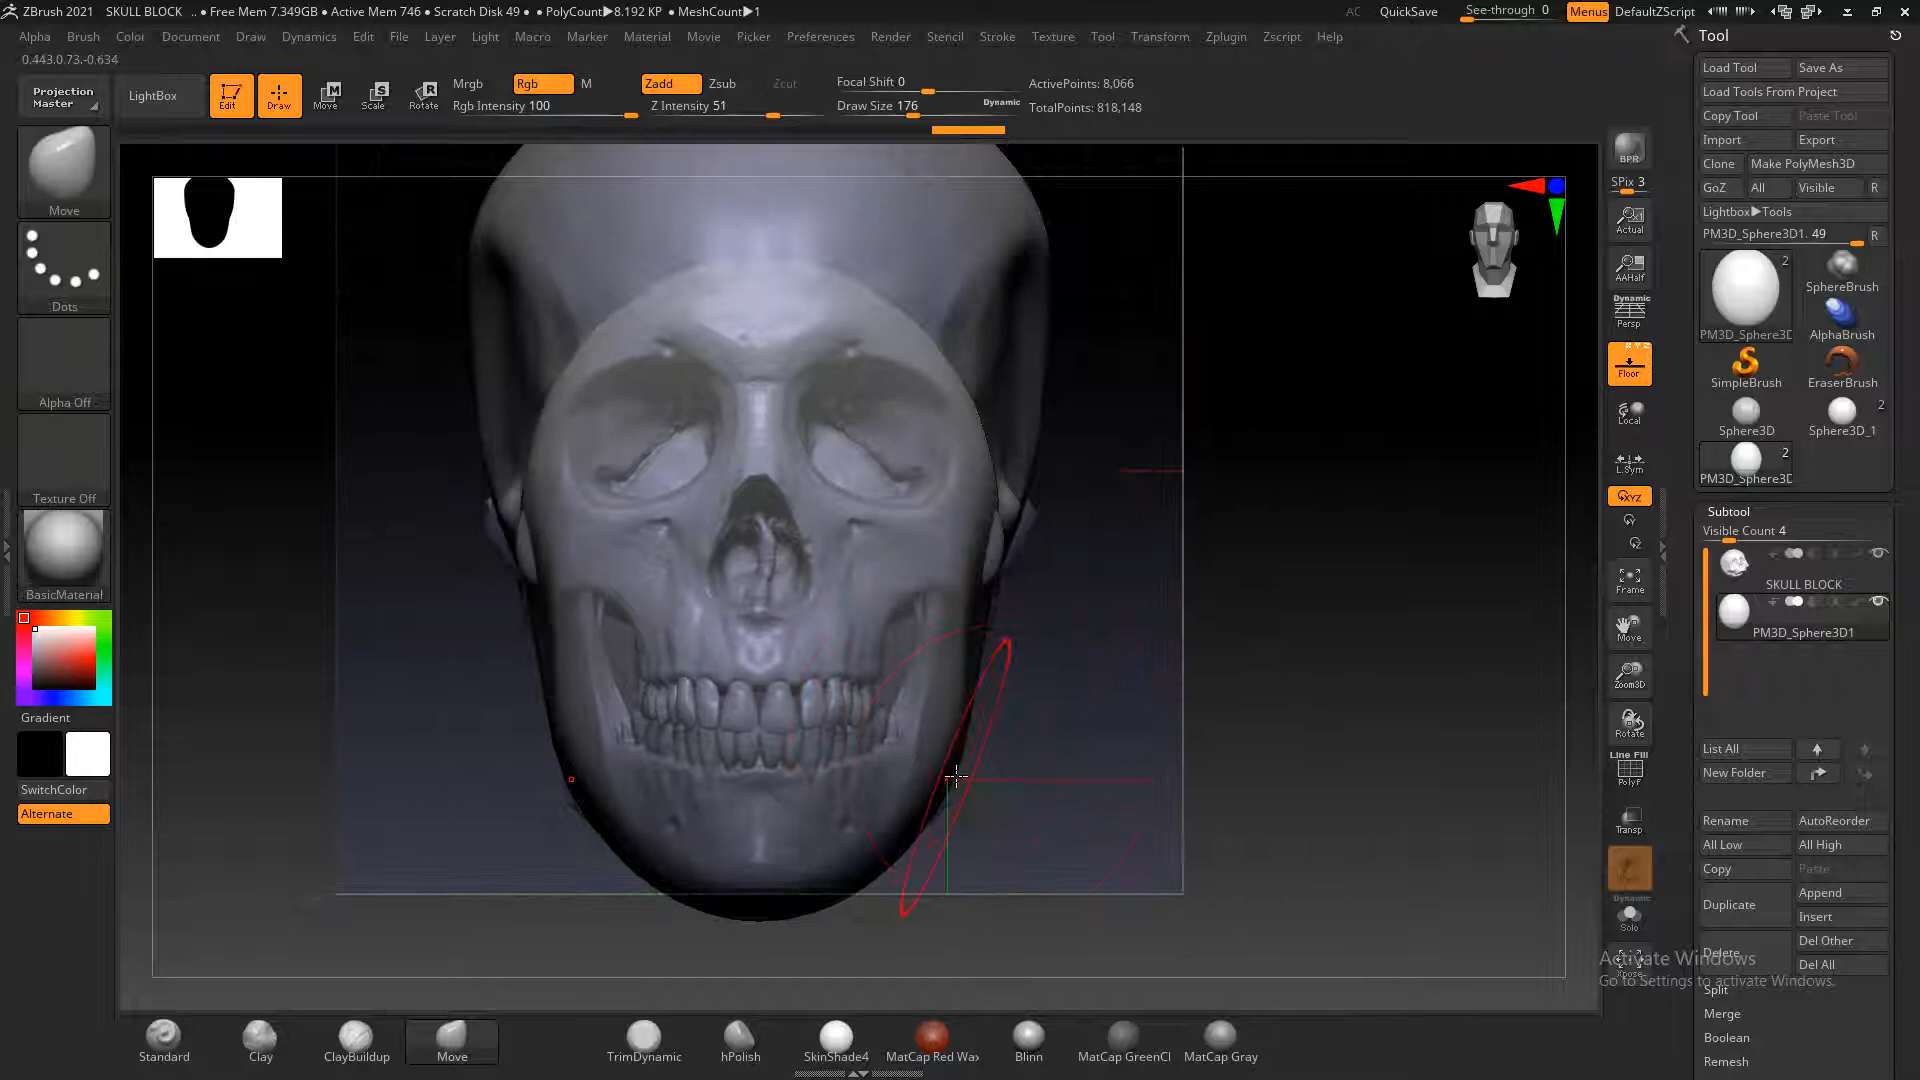 ZBrush 2021 SKULL BLOCK .. ● Free Mem 7.349GB ● Active Mem 746 ● Scratch Disk 49 ● ● PolyCount▶8.192 KP ● MeshCount▶1
AC QuickSave See-through 0 Menus DefaultZScript
Alpha Brush Color Document Draw Dynamics Edit File Layer Light Macro Marker Material Movie Picker Preferences Render Stencil Stroke Texture Tool Transform Zplugin Zscript Help
0.443,0.73,-0.634
Projection Master
LightBox
Edit Draw Move Scale Rotate
Mrgb Rgb M
Rgb Intensity 100
Zadd Zsub Zcut
Z Intensity 51
Focal Shift 0
Draw Size 176 Dynamic
ActivePoints: 8,066
TotalPoints: 818,148
Move
Dots
Alpha Off
Texture Off
BasicMaterial
Gradient
SwitchColor
Alternate
BPR
SPix 3
Actual
AAHalf
Dynamic
Persp
Floor
Local
L.Sym
XYZ
Frame
Move
Zoom3D
Rotate
Line Fill
PolyF
Transp
Dynamic
Solo
Xpose
Tool
Load Tool Save As
Load Tools From Project
Copy Tool Paste Tool
Import Export
Clone Make PolyMesh3D
GoZ All Visible R
Lightbox▶Tools
PM3D_Sphere3D1. 49 R
2
SphereBrush
PM3D_Sphere3D AlphaBrush
SimpleBrush EraserBrush
2
Sphere3D Sphere3D_1
2
PM3D_Sphere3D
Subtool
Visible Count 4
SKULL BLOCK
PM3D_Sphere3D1
List All
New Folder
Rename AutoReorder
All Low All High
Copy Paste
Duplicate Append
Insert
Delete Del Other
Del All
Split
Merge
Boolean
Remesh
Activate Windows
Go to Settings to activate Windows.
Standard Clay ClayBuildup Move TrimDynamic hPolish SkinShade4 MatCap Red Wax Blinn MatCap GreenCl MatCap Gray